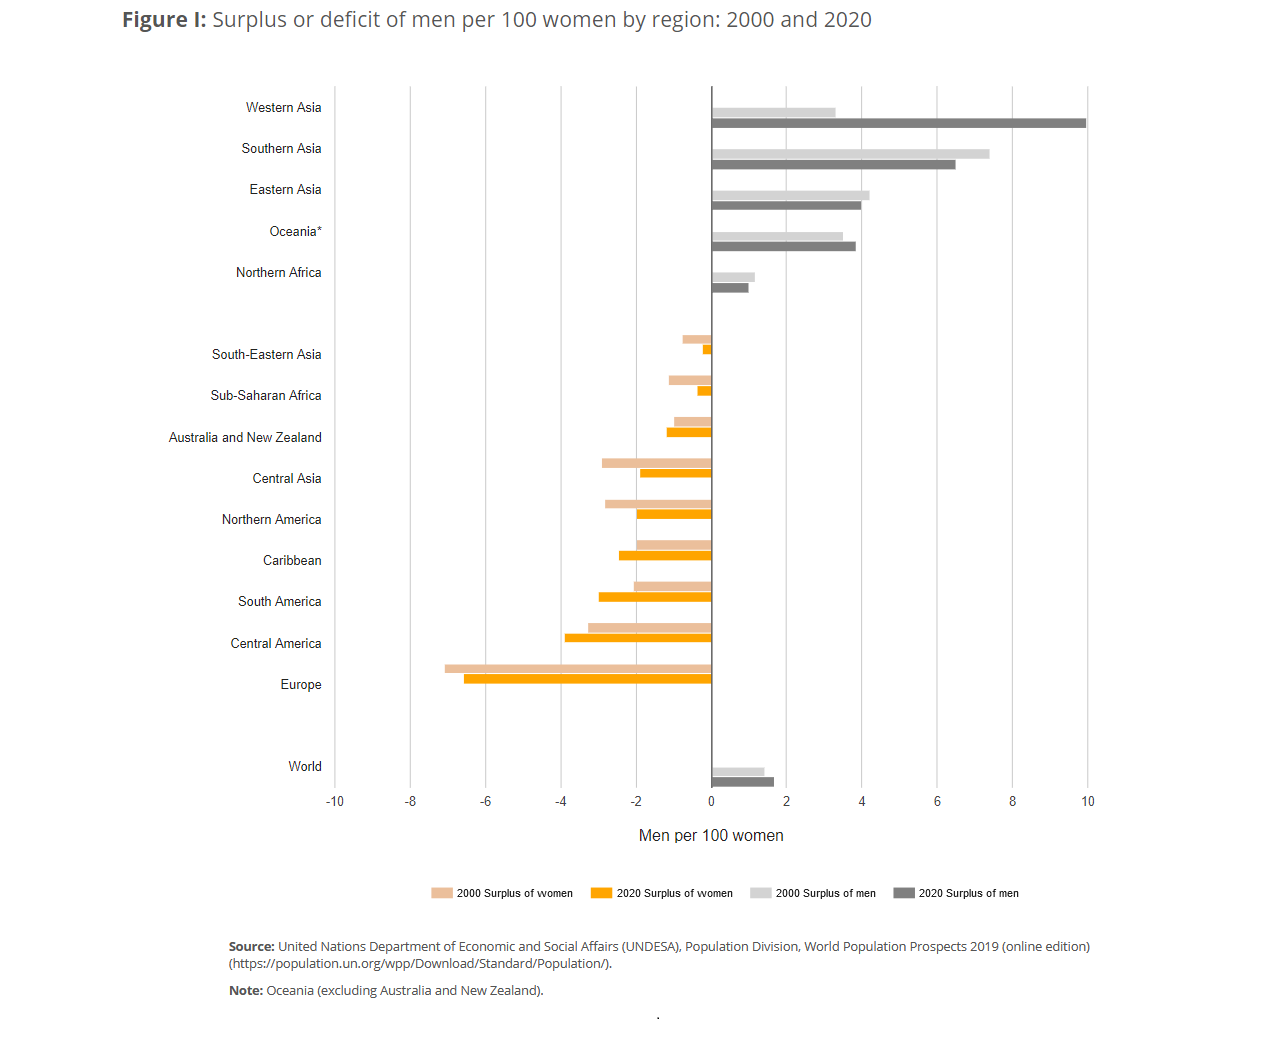 Figure I: Surplus or deficit of men per 100 women by region: 2000 and 2020
Western Asia
Southern Asia
Eastern Asia
Oceania*
Northern Africa
South-Eastern Asia
Sub-Saharan Africa
Australia and New Zealand
Central Asia
Northern America
Caribbean
South America
Central America
Europe
World
-10 -8 -6 -4 -2 0 2 4 6 8 10
Men per 100 women
2000 Surplus of women 2020 Surplus of women 2000 Surplus of men 2020 Surplus of men
Source: United Nations Department of Economic and Social Affairs (UNDESA), Population Division, World Population Prospects 2019 (online edition)
(https://population.un.org/wpp/Download/Standard/Population/).
Note: Oceania (excluding Australia and New Zealand).
.